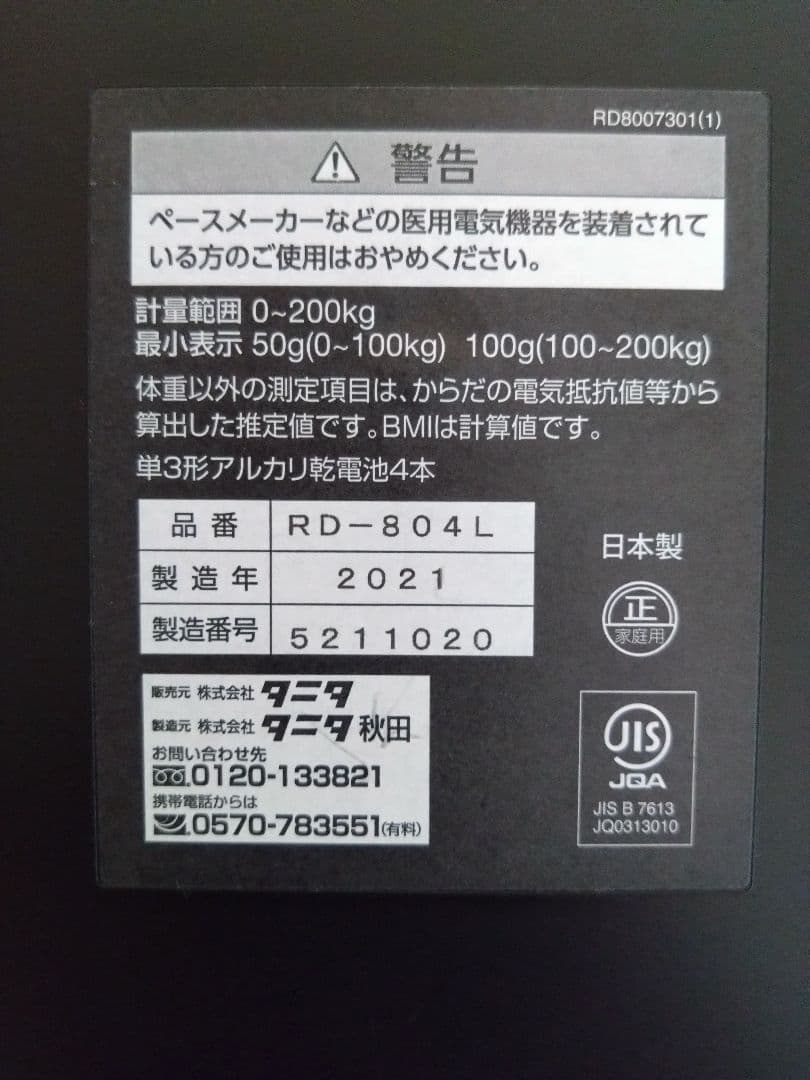 RD8007301(1)
警告
ペースメーカーなどの医用電気機器を装着されて
いる方のご使用はおやめください。
計量範囲 0~200kg
最小表示 50g(0~100kg) 100g(100~200kg)
体重以外の測定項目は、からだの電気抵抗値等から
算出した推定値です。BMIは計算値です。
単3形アルカリ乾電池4本
品番 RD-804L
製造年 2021
製造番号 5211020
日本製
正
家庭用
販売元 株式会社 タニタ
製造元 株式会社 タニタ秋田
お問い合わせ先
0120-133821
携帯電話からは
0570-783551(有料)
JIS
JQA
JIS B 7613
JQ0313010